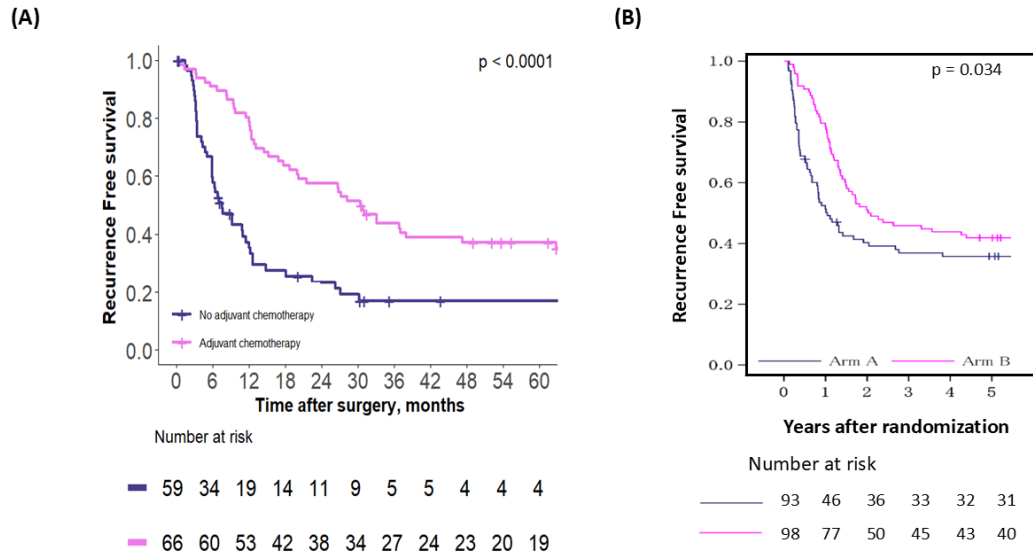 (A)
p < 0.0001
Recurrence Free survival
1.0
0.8
0.6
0.4
0.2
0.0
No adjuvant chemotherapy
Adjuvant chemotherapy
0 6 12 18 24 30 36 42 48 54 60
Time after surgery, months
Number at risk
59 34 19 14 11 9 5 5 4 4 4
66 60 53 42 38 34 27 24 23 20 19
(B)
p = 0.034
Recurrence Free survival
1.0
0.8
0.6
0.4
0.2
0.0
Arm A Arm B
0 1 2 3 4 5
Years after randomization
Number at risk
93 46 36 33 32 31
98 77 50 45 43 40